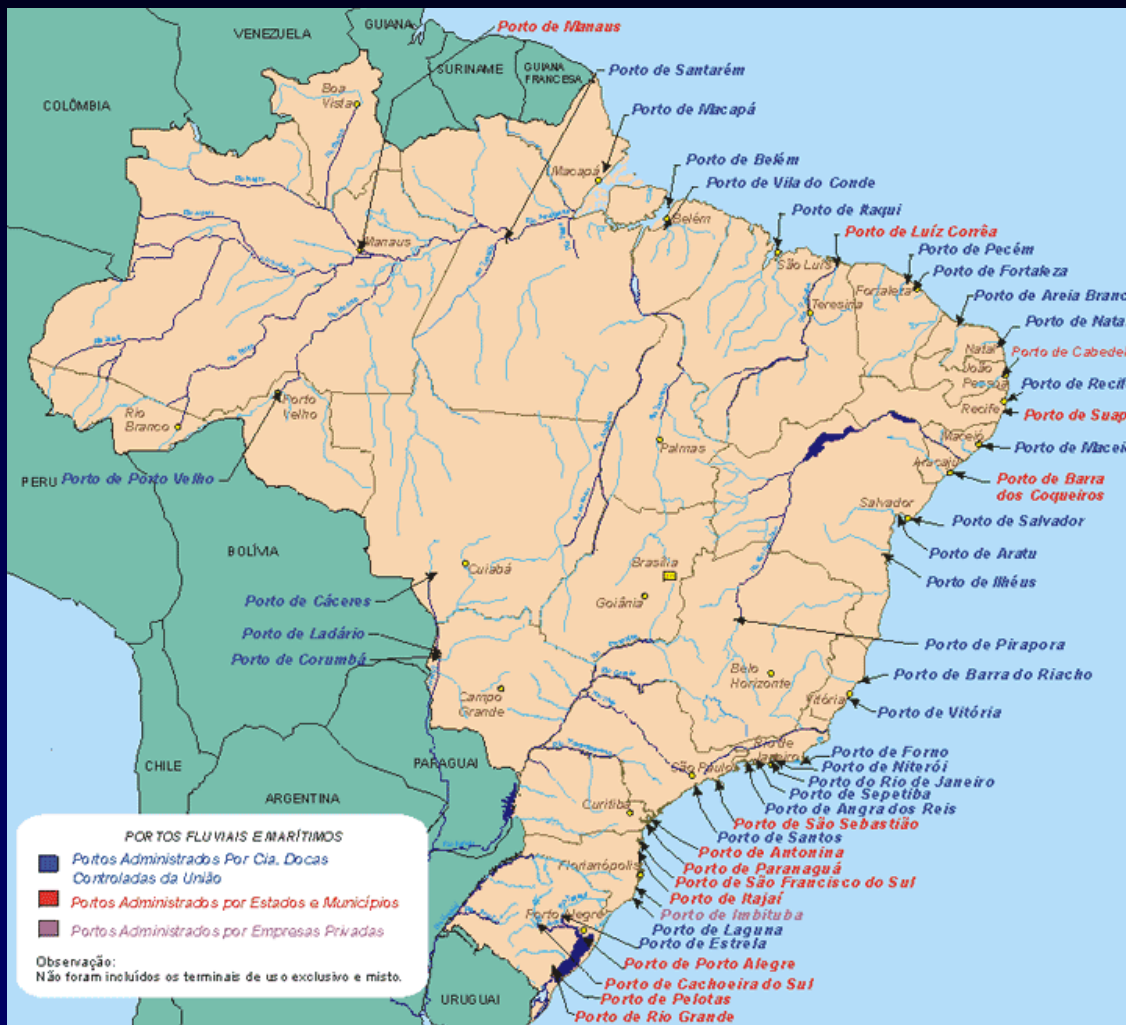 VENEZUELA
GUIANA
Porto de Manaus
SURINAME
GUIANA
FRANCESA
Porto de Santarém
COLÔMBIA
Boa
Vista
Porto de Macapá
Macapá
Porto de Belém
Porto de Vila do Conde
Belém
Porto de Itaqui
Porto de Luíz Corrêa
Manaus
São Luís
Porto de Pecém
Porto de Fortaleza
Fortaleza
Porto de Areia Branc
Teresina
Porto de Nata
Natal
Porto de Cabedel
João
Pessoa
Porto de Recife
Porto Velho
Rio
Branco
Recife
Porto de Suap
Palmas
Maceió
Porto de Macei
Aracaju
PERU
Porto de Pôrto Velho
Porto de Barra
dos Coqueiros
Salvador
Porto de Salvador
BOLÍVIA
Porto de Aratu
Cuiabá
Brasília
Porto de Ilhéus
Porto de Cáceres
Goiânia
Porto de Ladário
Porto de Corumbá
Porto de Pirapora
Belo
Horizonte
Porto de Barra do Riacho
Campo
Grande
Vitória
Porto de Vitória
CHILE
PARAGUAI
Rio de
Janeiro
Porto de Forno
Porto de Niterói
São Paulo
Porto do Rio de Janeiro
Porto de Sepetiba
ARGENTINA
Porto de Angra dos Reis
Curitiba
Porto de São Sebastião
Porto de Santos
Porto de Antonina
Porto de Paranaguá
Florianópolis
Porto de São Francisco do Sul
Porto de Itajaí
Porto Alegre
Porto de Imbituba
Porto de Laguna
Porto de Estrela
Porto de Porto Alegre
Porto de Cachoeira do Sul
Porto de Pelotas
URUGUAI
Porto de Rio Grande
PORTOS FLUVIAIS E MARÍTIMOS
Portos Administrados Por Cia. Docas
Controladas da União
Portos Administrados por Estados e Municípios
Portos Administrados por Empresas Privadas
Observação:
Não foram incluídos os terminais de uso exclusivo e misto.